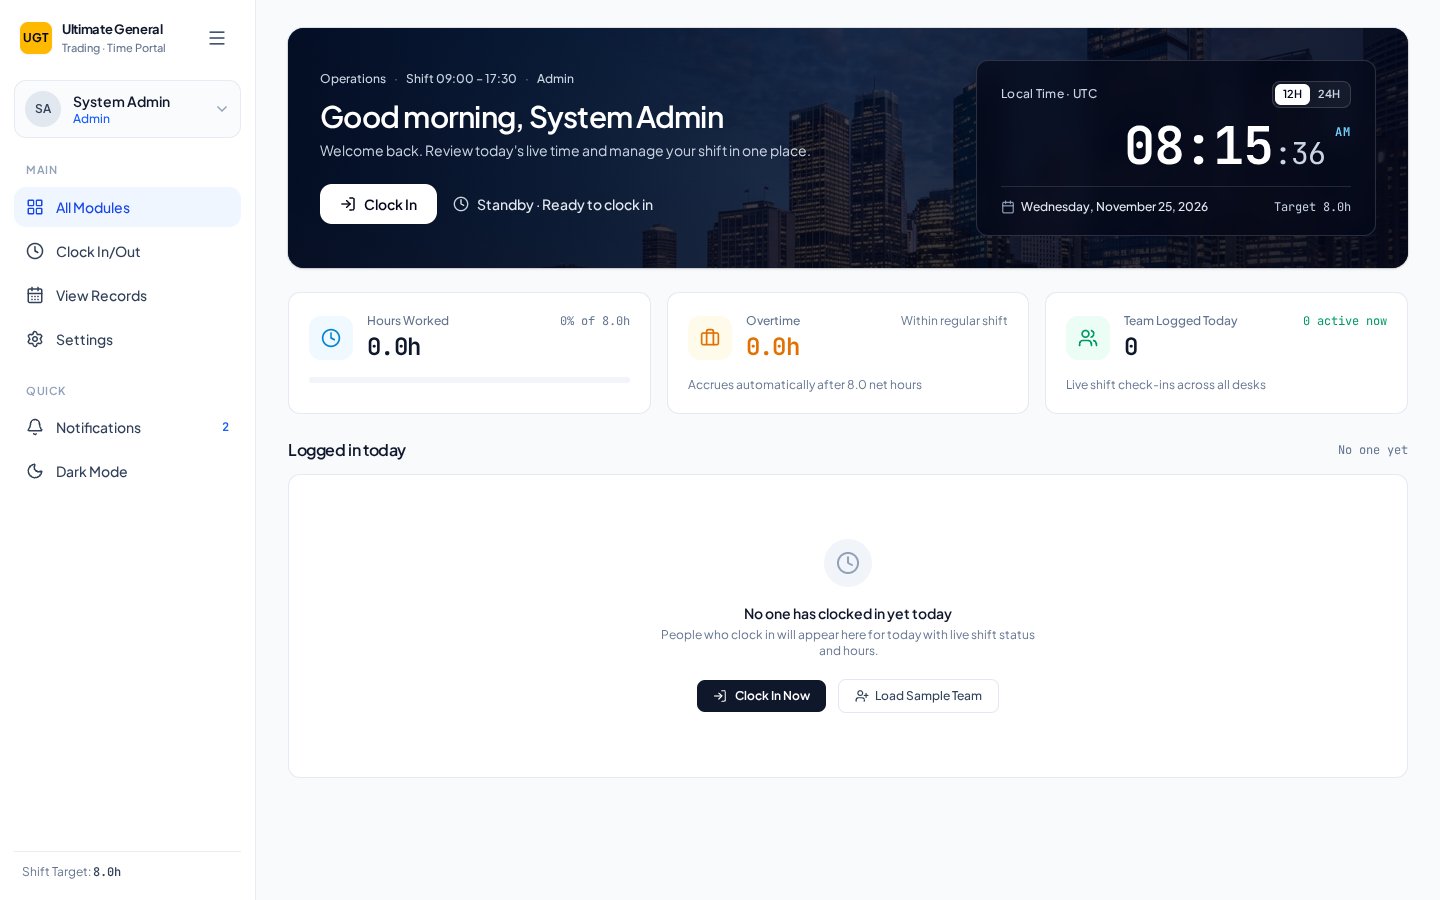 UGT
Ultimate General
Trading · Time Portal
SA
System Admin
Admin
MAIN
All Modules
Clock In/Out
View Records
Settings
QUICK
Notifications 2
Dark Mode
Shift Target: 8.0h
Operations · Shift 09:00 – 17:30 · Admin
Good morning, System Admin
Welcome back. Review today's live time and manage your shift in one place.
Clock In
Standby · Ready to clock in
Local Time · UTC
12H 24H
08:15:36 AM
Wednesday, November 25, 2026
Target 8.0h
Hours Worked
0% of 8.0h
0.0h
Overtime
Within regular shift
0.0h
Accrues automatically after 8.0 net hours
Team Logged Today
0 active now
0
Live shift check-ins across all desks
Logged in today
No one yet
No one has clocked in yet today
People who clock in will appear here for today with live shift status
and hours.
Clock In Now
Load Sample Team